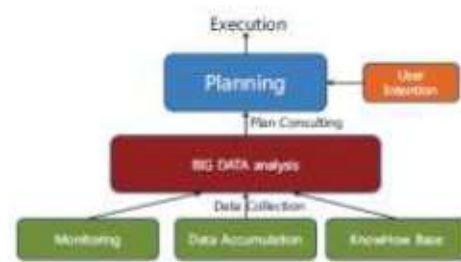 Execution
Planning
User
Intention
Plan Consulting
BIG DATA analysis
Data Collection
Monitoring
Data Accumulation
KnowHow Base